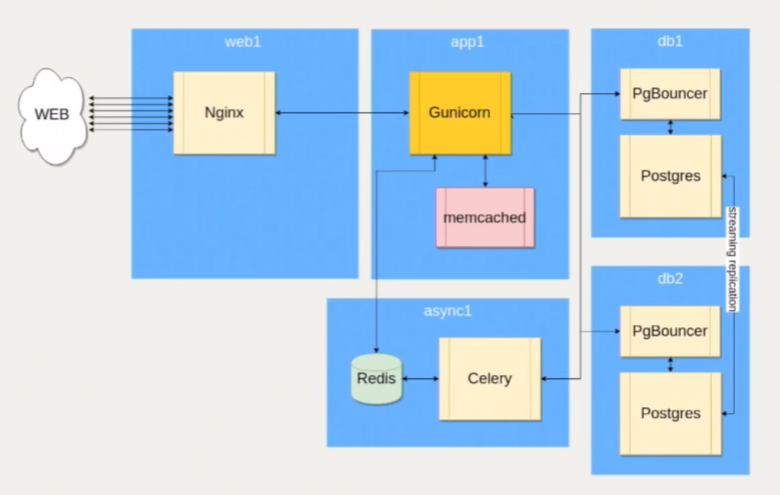 web1
app1
db1
WEB
Nginx
Gunicorn
PgBouncer
Postgres
memcached
streaming replication
db2
async1
PgBouncer
Redis
Celery
Postgres